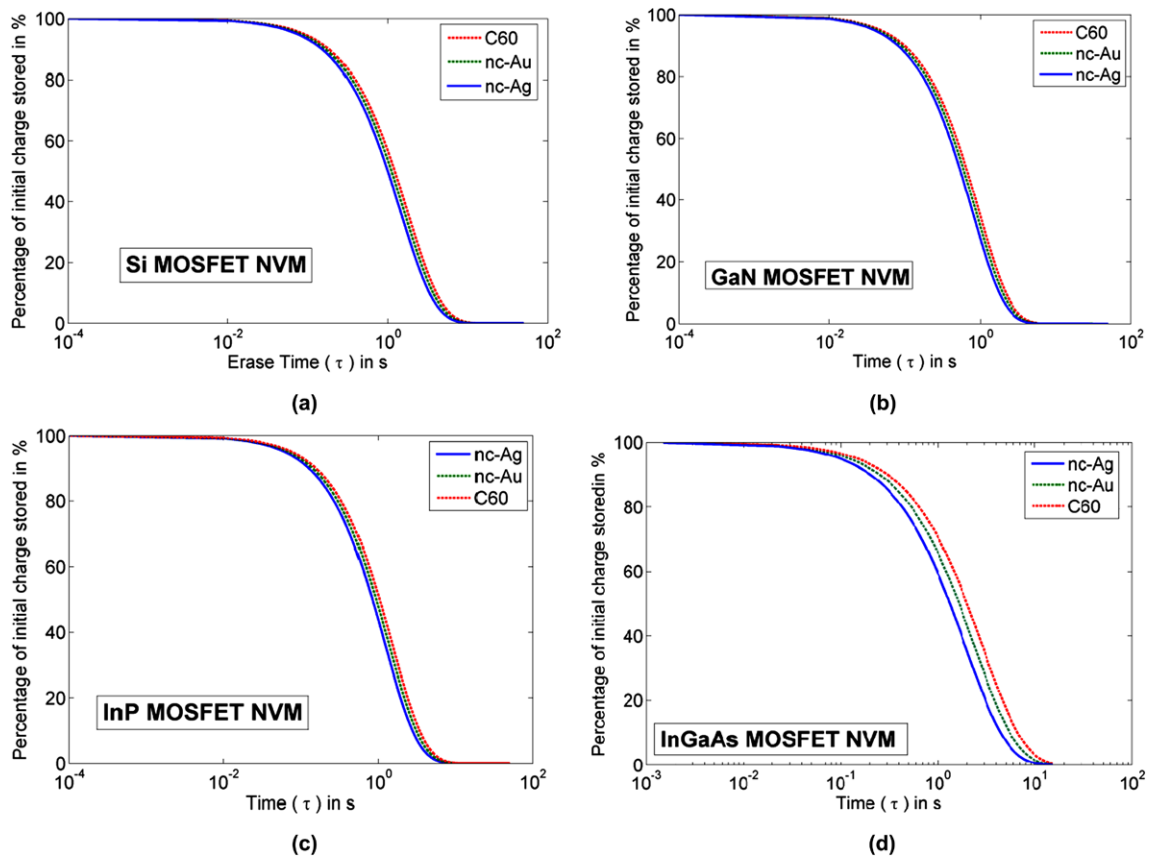 Percentage of initial charge stored in %
100
80
60
40
20
0
C60
nc-Au
nc-Ag
Si MOSFET NVM
10^-4
10^-2
10^0
10^2
Erase Time ( τ ) in s
(a)
Percentage of initial charge stored in %
100
80
60
40
20
0
C60
nc-Au
nc-Ag
GaN MOSFET NVM
10^-4
10^-2
10^0
10^2
Time ( τ ) in s
(b)
Percentage of initial charge stored in %
100
80
60
40
20
0
nc-Ag
nc-Au
C60
InP MOSFET NVM
10^-4
10^-2
10^0
10^2
Time ( τ ) in s
(c)
Percentage of initial charge storedin %
100
80
60
40
20
0
nc-Ag
nc-Au
C60
InGaAs MOSFET NVM
10^-3
10^-2
10^-1
10^0
10^1
10^2
Time ( τ ) in s
(d)